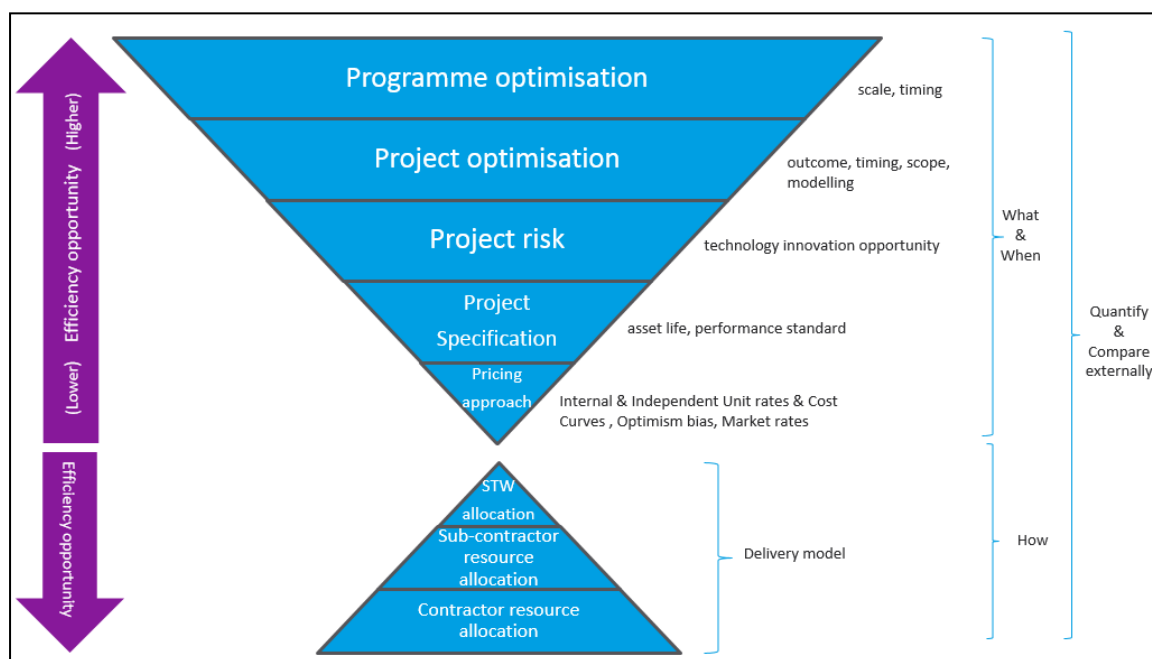 Programme optimisation
scale, timing
Project optimisation
outcome, timing, scope,
modelling
Project risk
technology innovation opportunity
Project
Specification
asset life, performance standard
Pricing
approach
Internal & Independent Unit rates & Cost
Curves , Optimism bias, Market rates
STW
allocation
Sub-contractor
resource
allocation
Contractor resource
allocation
Delivery model
What
&
When
How
Quantify
&
Compare
externally
(Lower) Efficiency opportunity (Higher)
Efficiency opportunity